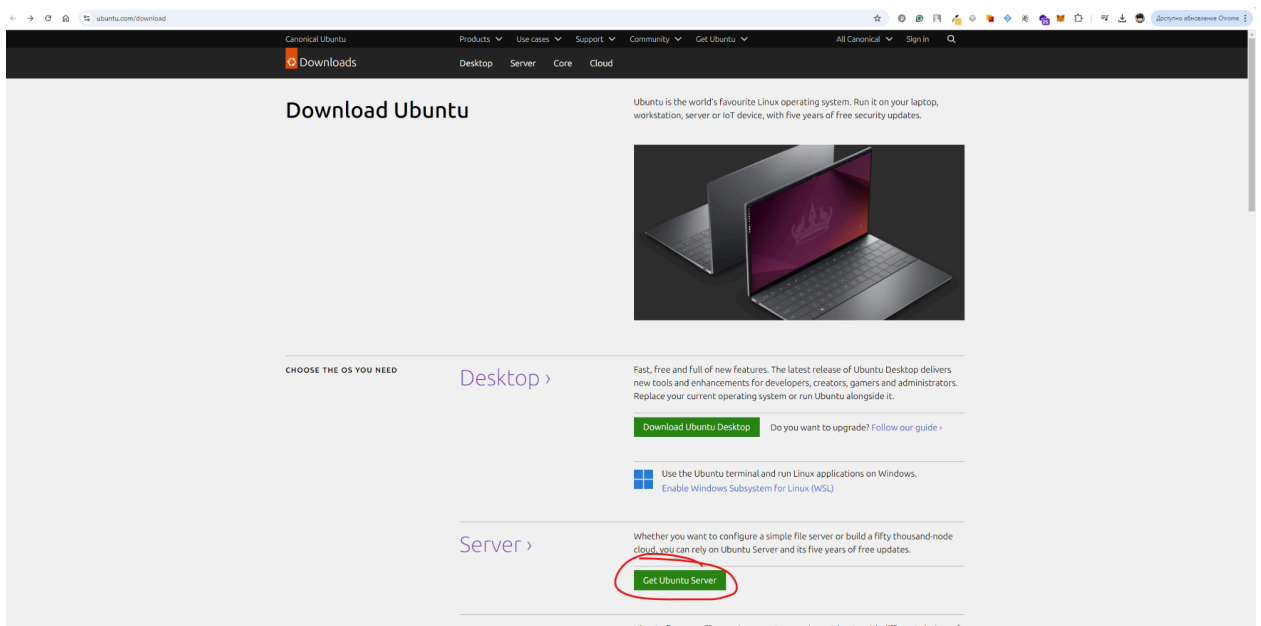 ubuntu.com/download
Доступно обновление Chrome
Canonical Ubuntu
Products Use cases Support Community Get Ubuntu All Canonical Sign in
Downloads
Desktop Server Core Cloud
Download Ubuntu
Ubuntu is the world's favourite Linux operating system. Run it on your laptop,
workstation, server or IoT device, with five years of free security updates.
CHOOSE THE OS YOU NEED
Desktop ›
Fast, free and full of new features. The latest release of Ubuntu Desktop delivers
new tools and enhancements for developers, creators, gamers and administrators.
Replace your current operating system or run Ubuntu alongside it.
Download Ubuntu Desktop Do you want to upgrade? Follow our guide ›
Use the Ubuntu terminal and run Linux applications on Windows.
Enable Windows Subsystem for Linux (WSL)
Server ›
Whether you want to configure a simple file server or build a fifty thousand-node
cloud, you can rely on Ubuntu Server and its five years of free updates.
Get Ubuntu Server